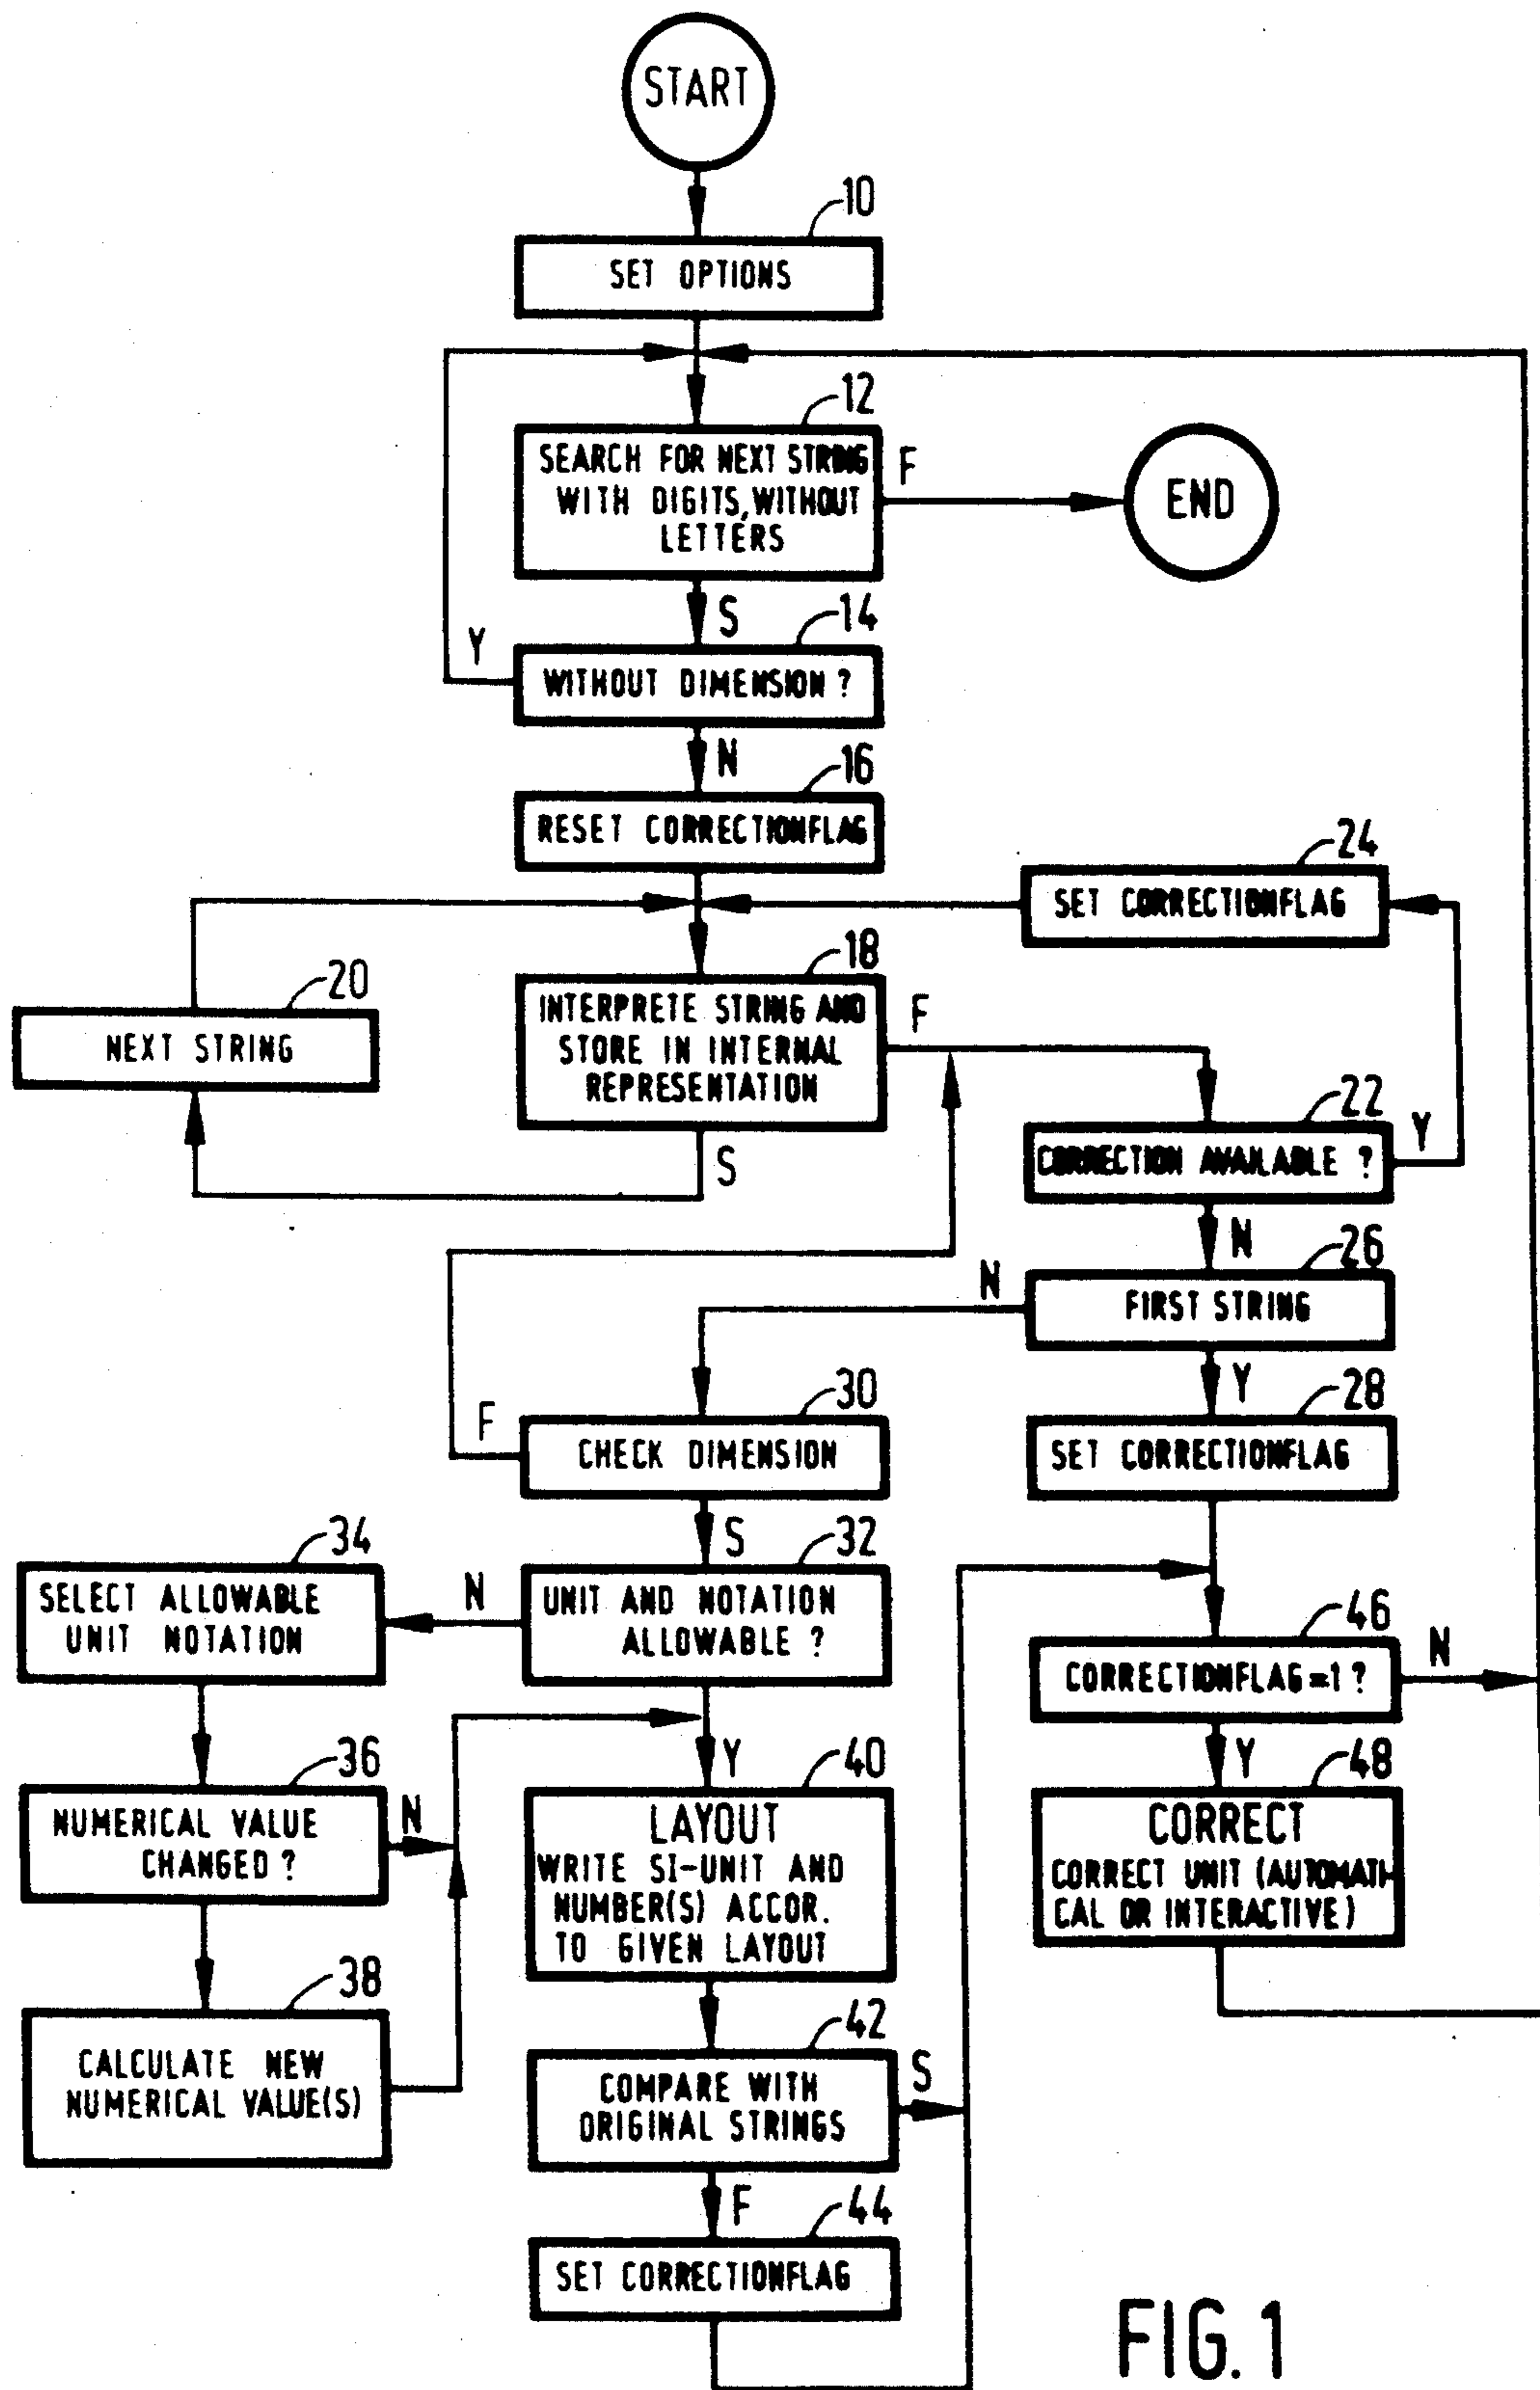 START
10
SET OPTIONS
12
SEARCH FOR NEXT STRING
WITH DIGITS, WITHOUT
LETTERS
F
END
S
14
Y
WITHOUT DIMENSION ?
N
16
RESET CORRECTIONFLAG
24
SET CORRECTIONFLAG
18
INTERPRETE STRING AND
STORE IN INTERNAL
REPRESENTATION
F
20
NEXT STRING
S
22
CORRECTION AVAILABLE ?
Y
N
26
FIRST STRING
N
Y
28
SET CORRECTIONFLAG
30
CHECK DIMENSION
F
S
32
UNIT AND NOTATION
ALLOWABLE ?
N
34
SELECT ALLOWABLE
UNIT NOTATION
46
CORRECTIONFLAG=1 ?
N
Y
36
NUMERICAL VALUE
CHANGED ?
N
Y
40
LAYOUT
WRITE SI-UNIT AND
NUMBER(S) ACCOR.
TO GIVEN LAYOUT
48
CORRECT
CORRECT UNIT (AUTOMATI-
CAL OR INTERACTIVE)
38
CALCULATE NEW
NUMERICAL VALUE(S)
42
COMPARE WITH
ORIGINAL STRINGS
S
F
44
SET CORRECTIONFLAG
FIG. 1